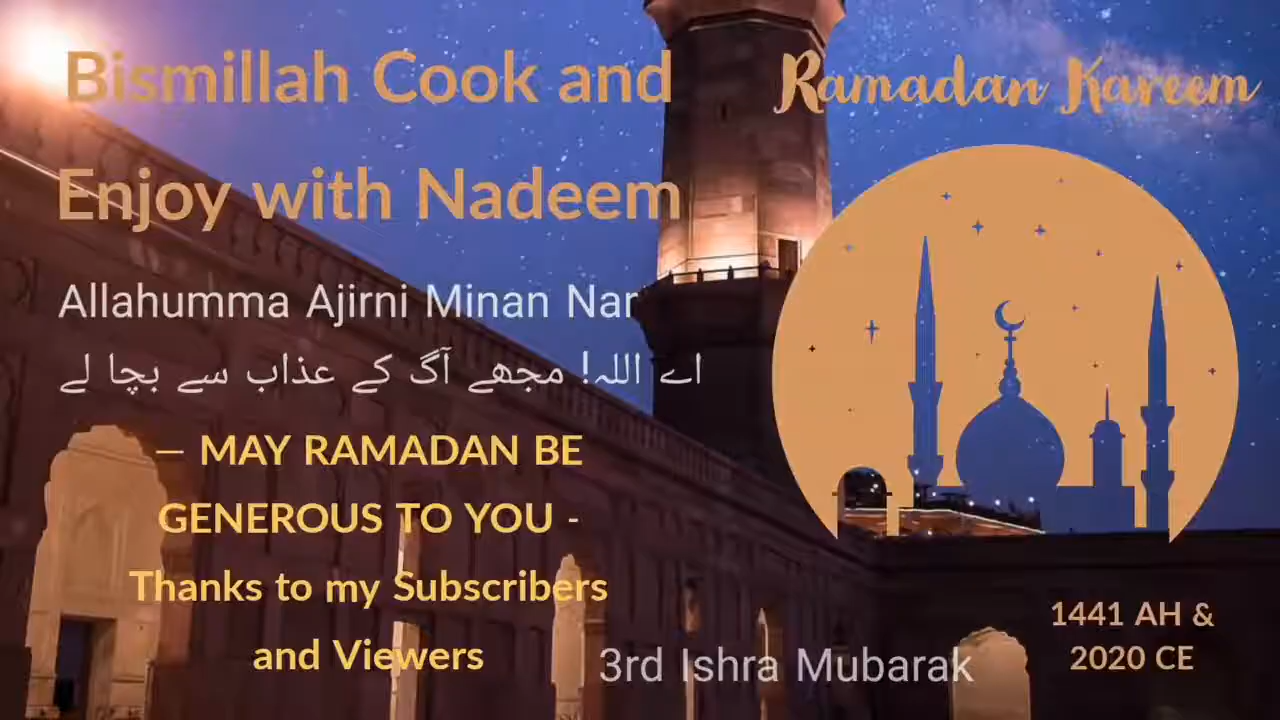 Bismillah Cook and
Enjoy with Nadeem
Ramadan Kareem
Allahumma Ajirni Minan Nar
اے اللہ! مجھے آگ کے عذاب سے بچا لے
— MAY RAMADAN BE
GENEROUS TO YOU -
Thanks to my Subscribers
and Viewers
3rd Ishra Mubarak
1441 AH &
2020 CE